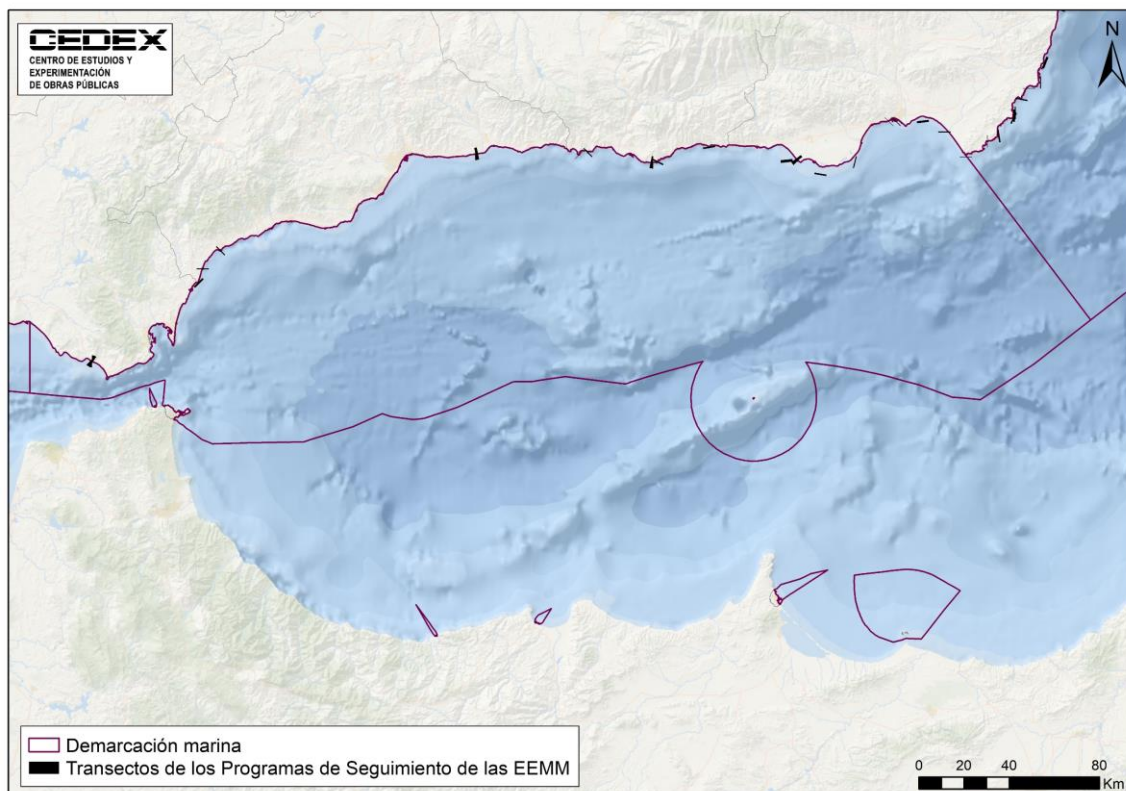 CEDEX
CENTRO DE ESTUDIOS Y
EXPERIMENTACIÓN
DE OBRAS PÚBLICAS
N
Demarcación marina
Transectos de los Programas de Seguimiento de las EEMM
0 20 40 80
Km